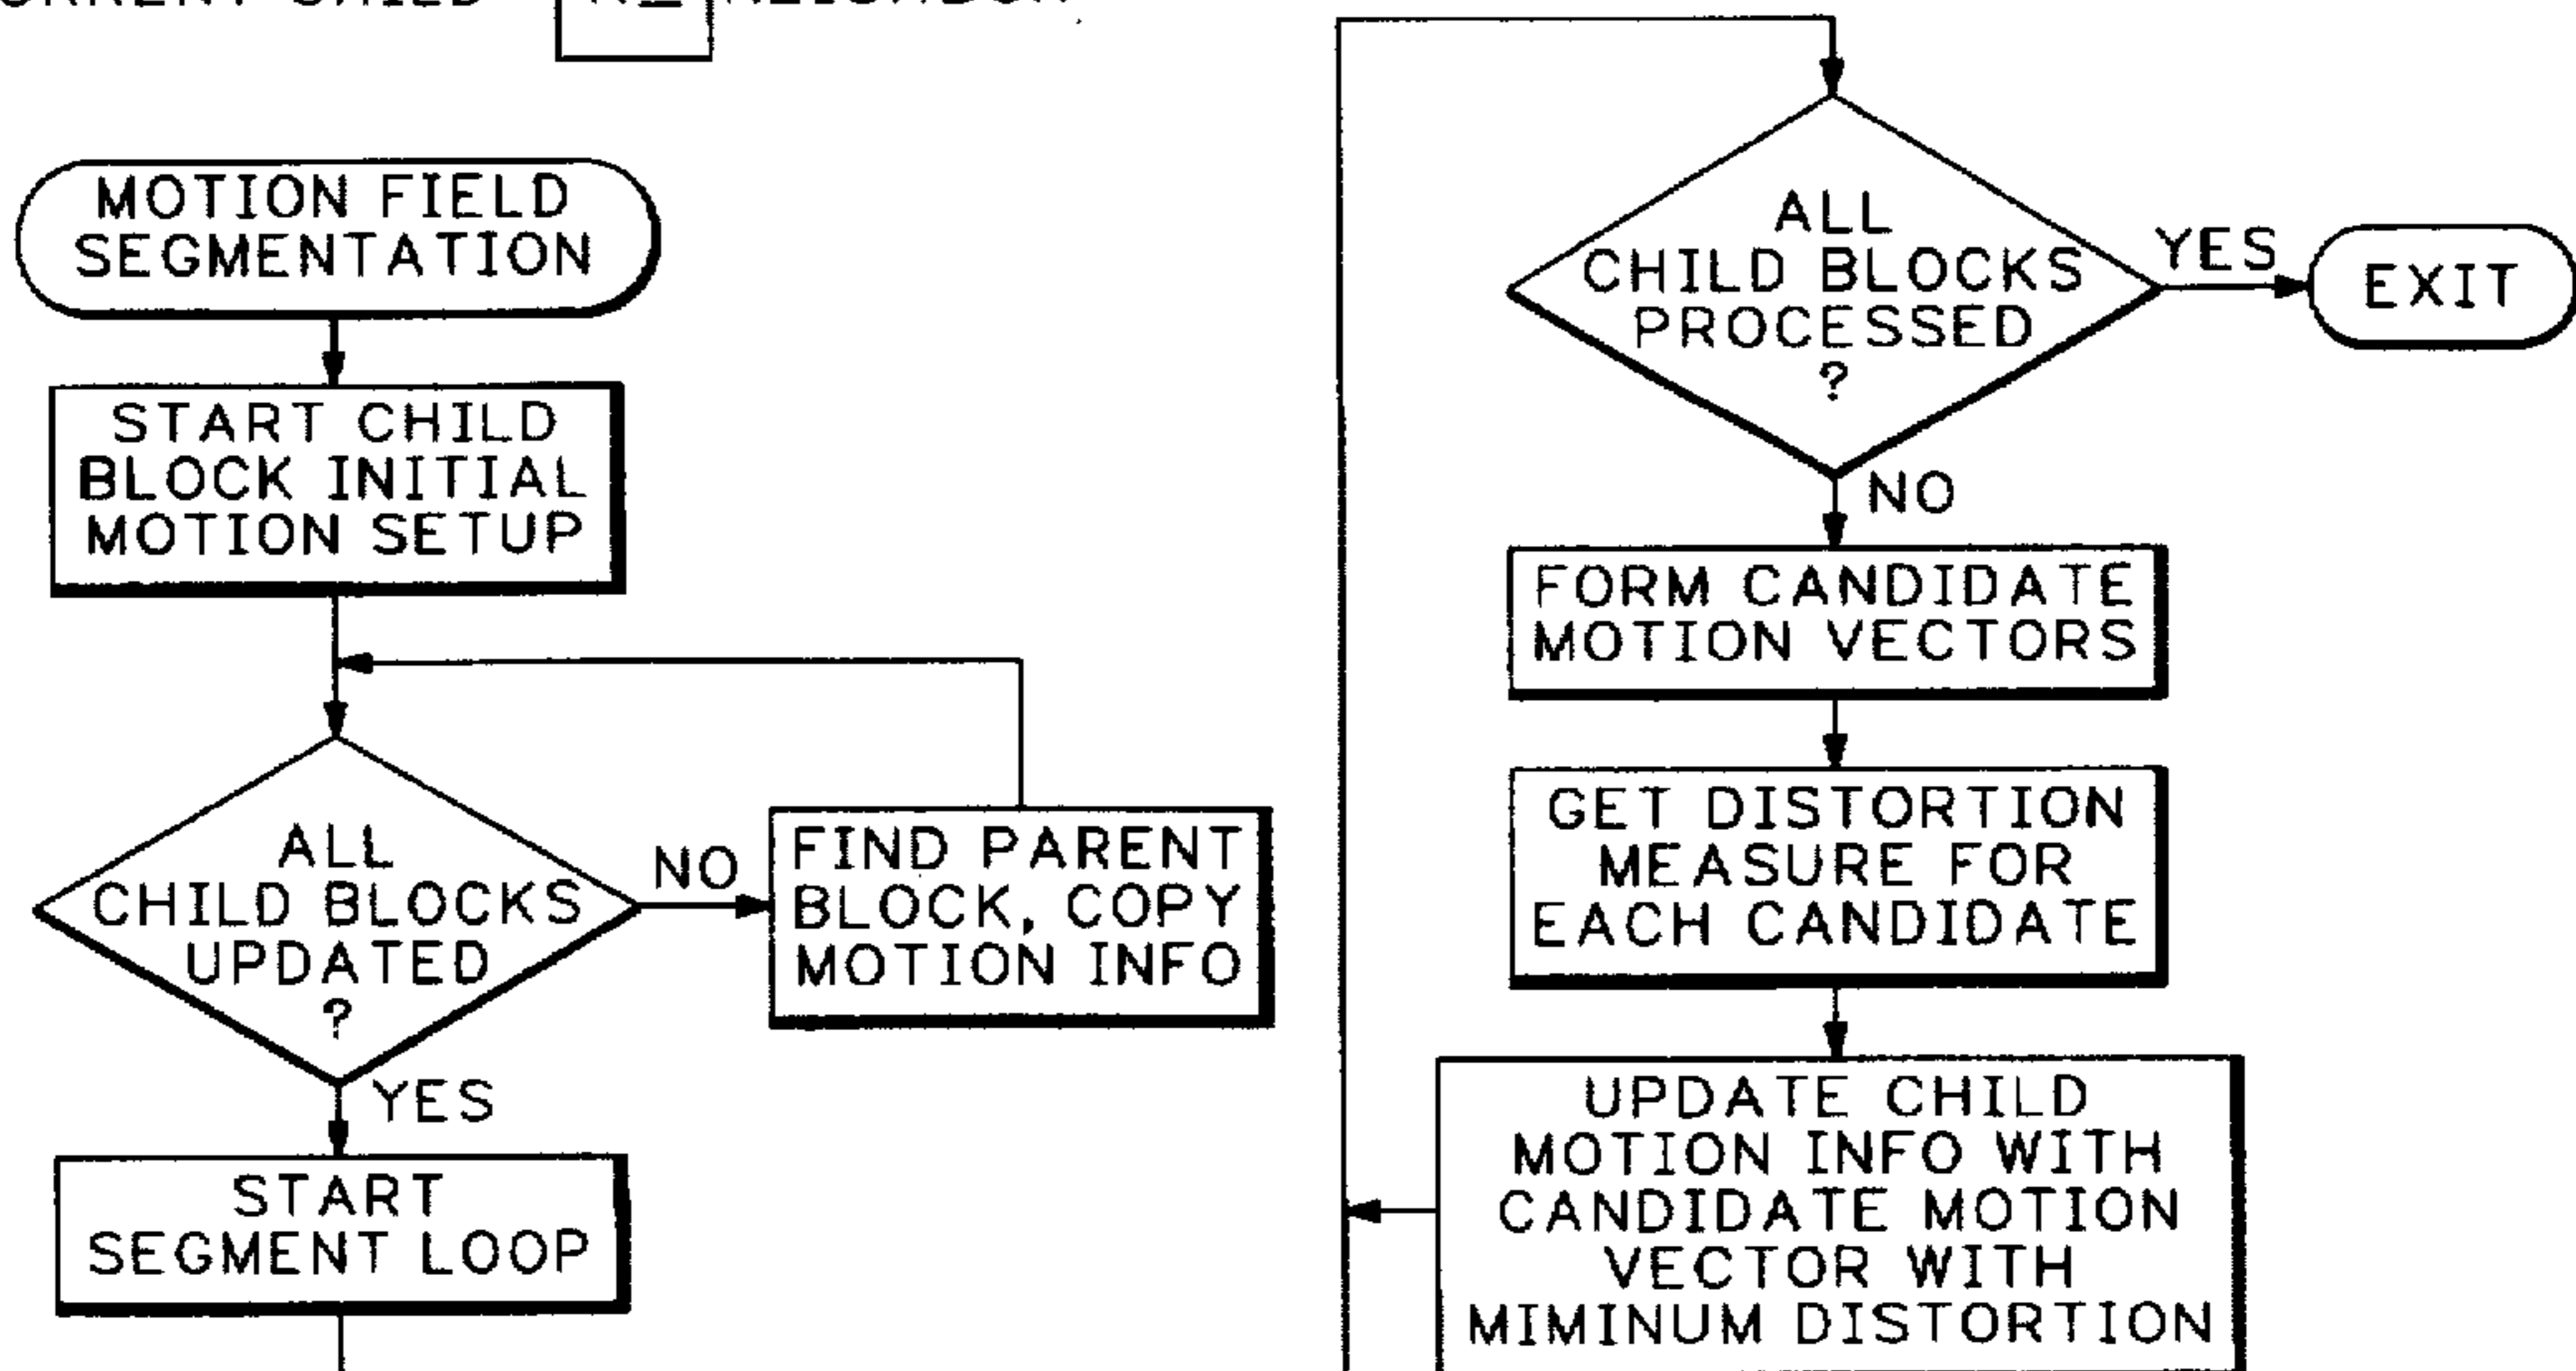 MOTION FIELD
SEGMENTATION
START CHILD
BLOCK INITIAL
MOTION SETUP
ALL
CHILD BLOCKS
UPDATED
?
NO
FIND PARENT
BLOCK, COPY
MOTION INFO
YES
START
SEGMENT LOOP
ALL
CHILD BLOCKS
PROCESSED
?
YES
EXIT
NO
FORM CANDIDATE
MOTION VECTORS
GET DISTORTION
MEASURE FOR
EACH CANDIDATE
UPDATE CHILD
MOTION INFO WITH
CANDIDATE MOTION
VECTOR WITH
MIMINUM DISTORTION